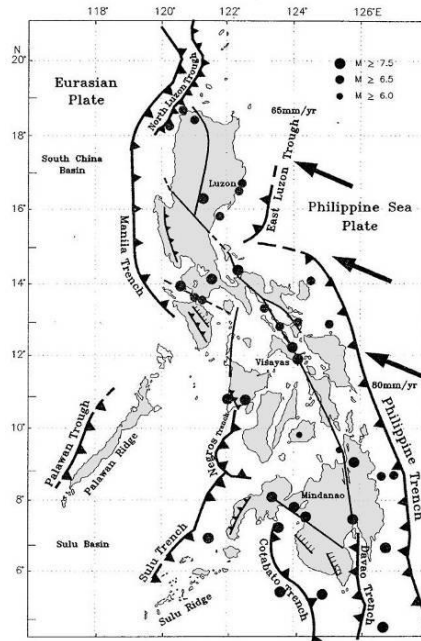 118° 120° 122° 124° 126°E
20°
18°
16°
14°
12°
10°
8°
6°
M ≥ 7.5
M ≥ 6.5
M ≥ 6.0
Eurasian
Plate
North Luzon Trough
65mm/yr
South China
Basin
Luzon
East Luzon Trough
Philippine Sea
Plate
Manila Trench
Visayas
80mm/yr
Palawan Trough
Palawan Ridge
Negros Trench
Philippine Trench
Mindanao
Sulu Basin
Sulu Trench
Sulu Ridge
Cotabato Trench
Davao Trench